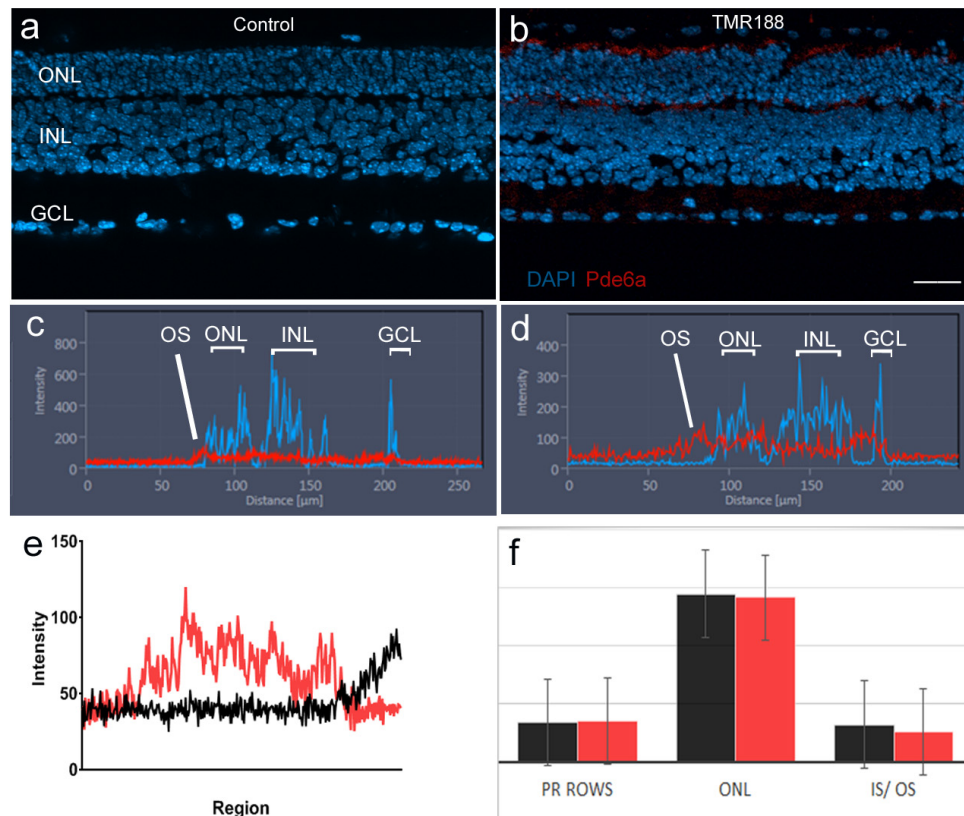 a
Control
ONL
INL
GCL
b
TMR188
DAPI Pde6a
c
OS ONL INL GCL
800
600
400
200
0
Intensity
0 50 100 150 200 250
Distance [µm]
d
OS ONL INL GCL
400
300
200
100
0
Intensity
0 50 100 150 200
Distance [µm]
e
150
100
50
0
Intensity
Region
f
PR ROWS ONL IS/ OS